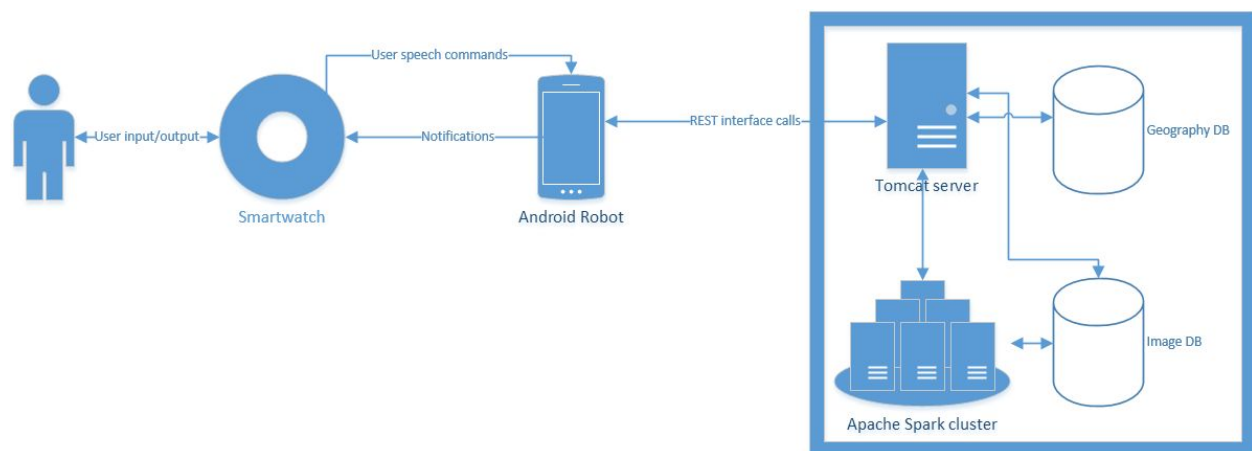 User speech commands
User input/output
Notifications
REST interface calls
Geography DB
Tomcat server
Smartwatch
Android Robot
Image DB
Apache Spark cluster